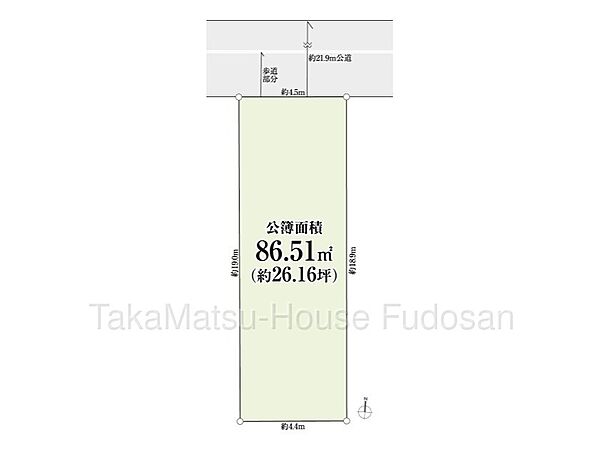 約21.9m公道
歩道
部分
約4.5m
公簿面積
86.51㎡
(約26.16坪)
約19.0m
約18.9m
TakaMatsu-House Fudosan
N
約4.4m